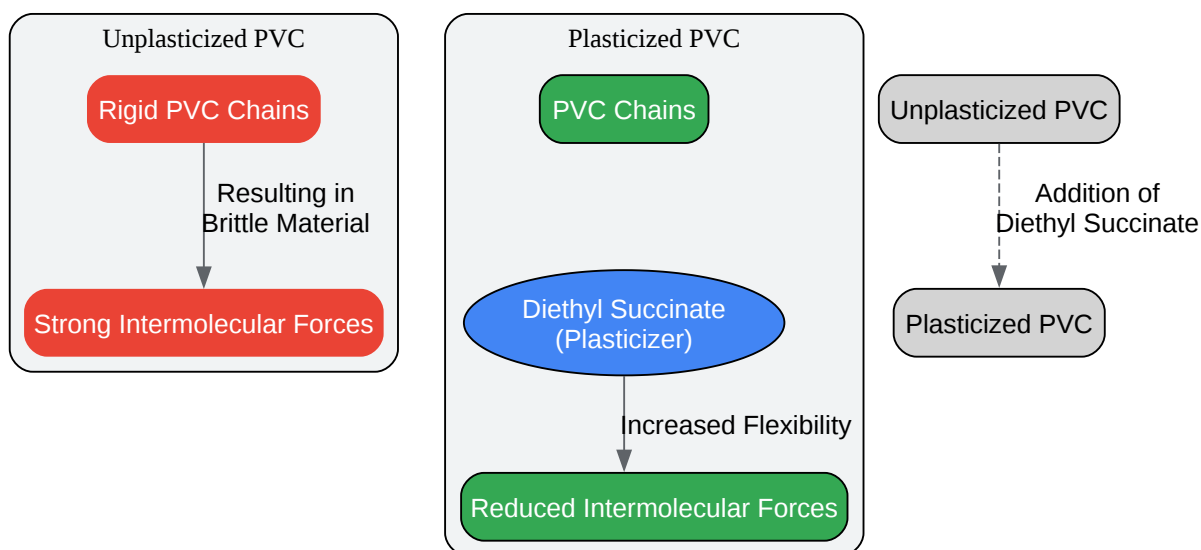 Unplasticized PVC
Rigid PVC Chains
Resulting in
Brittle Material
Strong Intermolecular Forces
Plasticized PVC
PVC Chains
Diethyl Succinate
(Plasticizer)
Increased Flexibility
Reduced Intermolecular Forces
Unplasticized PVC
Addition of
Diethyl Succinate
Plasticized PVC